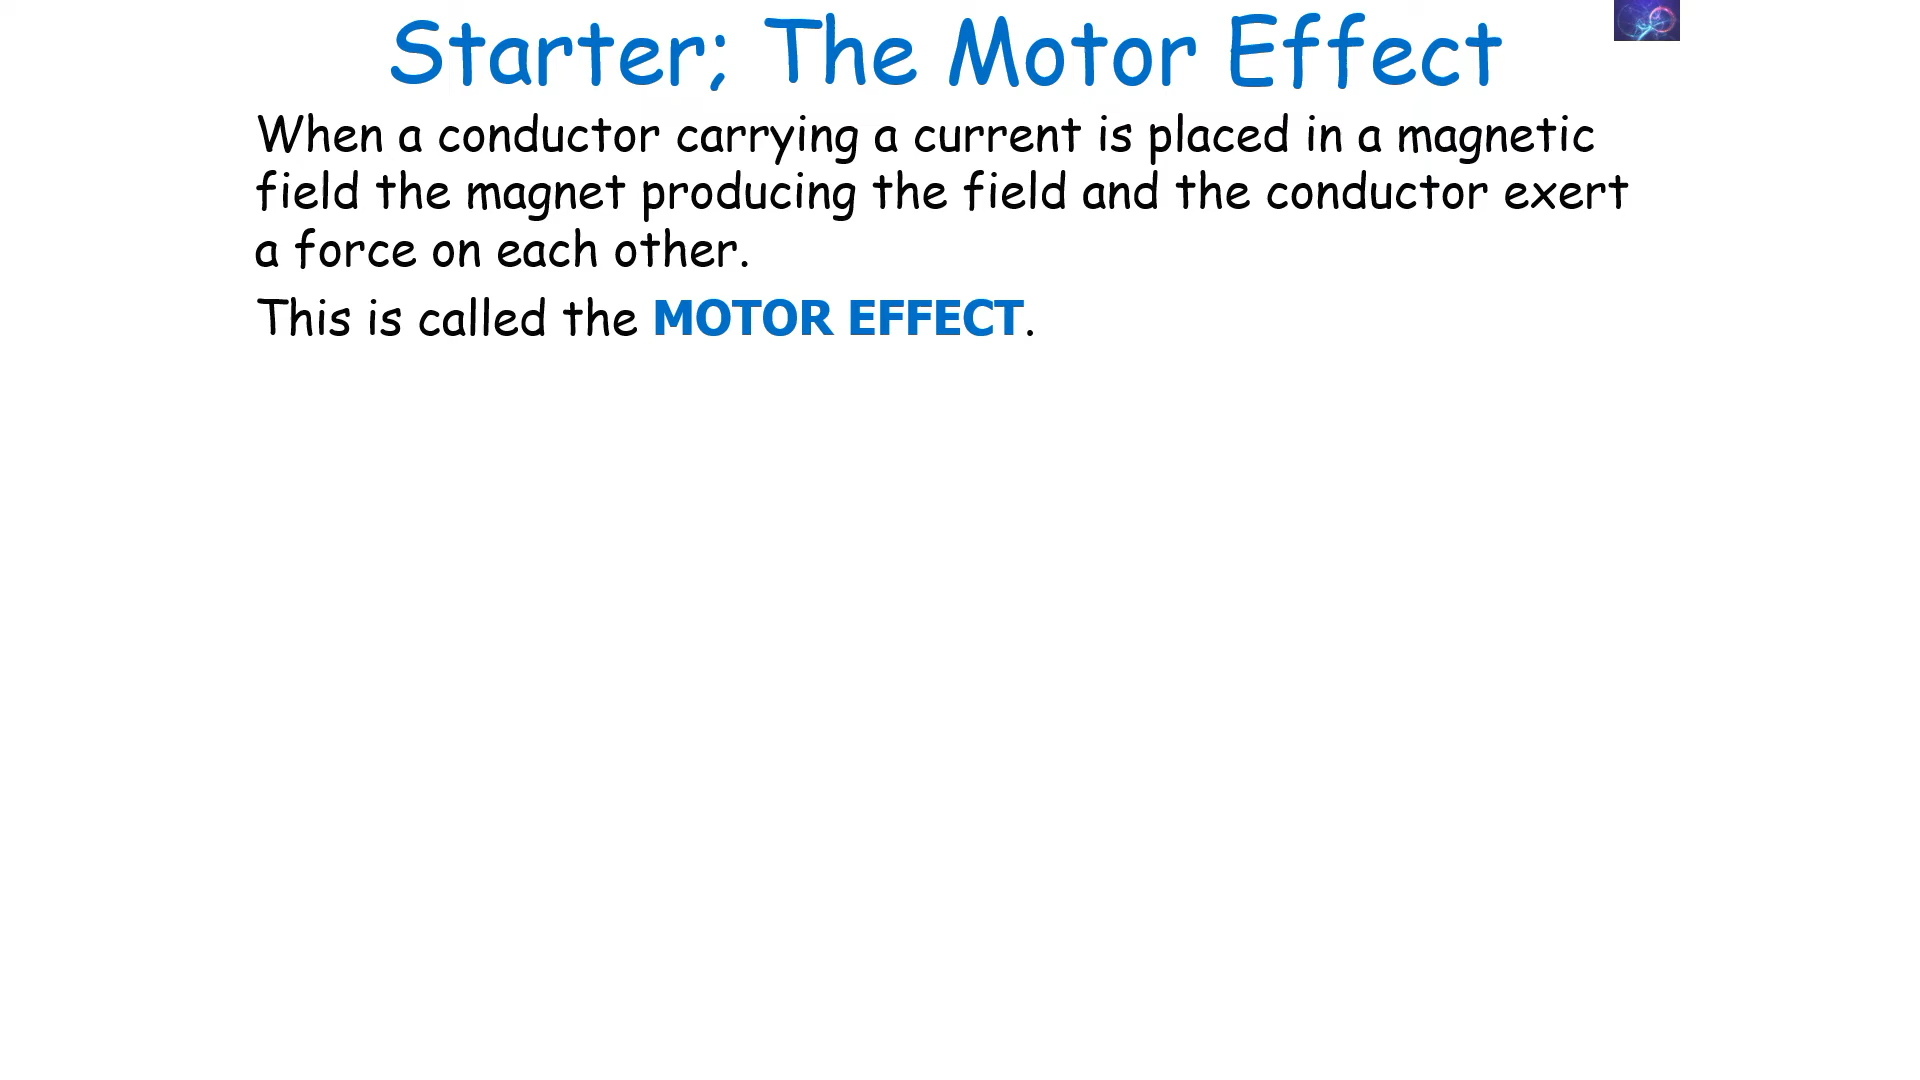 Starter; The Motor Effect
When a conductor carrying a current is placed in a magnetic
field the magnet producing the field and the conductor exert
a force on each other.
This is called the MOTOR EFFECT.